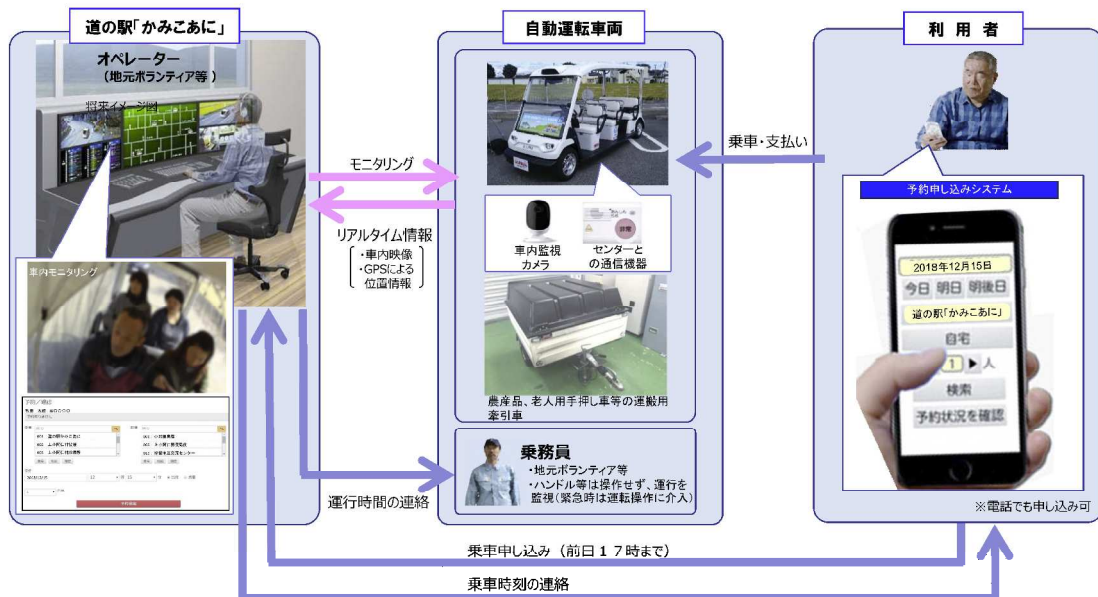 道の駅「かみこあに」
オペレーター
（地元ボランティア等）
将来イメージ図
車内モニタリング
モニタリング
リアルタイム情報
・車内映像
・GPSによる
位置情報
運行時間の連絡
自動運転車両
車内監視
カメラ
センターと
の通信機器
農産品、老人用手押し車等の運搬用
牽引車
乗務員
・地元ボランティア等
・ハンドル等は操作せず、運行を
監視（緊急時は運転操作に介入）
乗車・支払い
利用者
予約申し込みシステム
2018年12月15日
今日 明日 明後日
道の駅「かみこあに」
自宅
1 ▶ 人
検索
予約状況を確認
※電話でも申し込み可
乗車申し込み（前日１７時まで）
乗車時刻の連絡